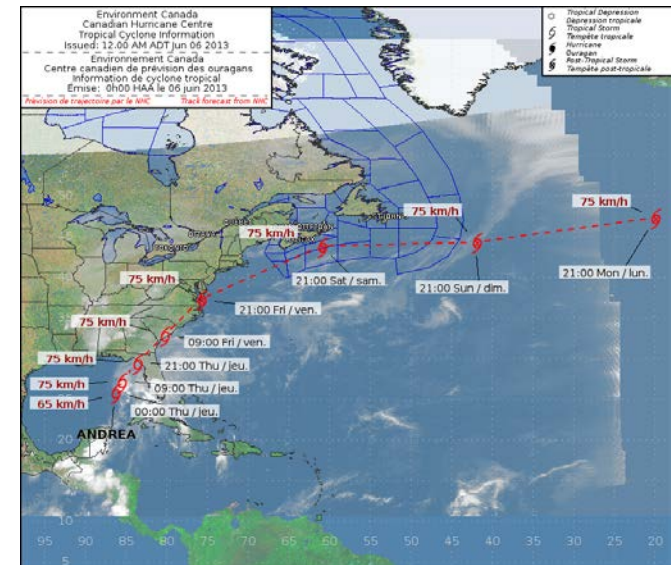 Environment Canada
Canadian Hurricane Centre
Tropical Cyclone Information
Issued: 12.00 AM ADT Jun 06 2013
Environnement Canada
Centre canadien de prévision des ouragans
Information de cyclone tropical
Émise: 0h00 HAA le 06 juin 2013
Prévision de trajectoire par le NHC Track forecast from NHC
Tropical Depression
Dépression tropicale
Tropical Storm
Tempête tropicale
Hurricane
Ouragan
Post-Tropical Storm
Tempête post-tropicale
75 km/h
75 km/h
75 km/h
21:00 Mon / lun.
21:00 Sat / sam.
21:00 Sun / dim.
75 km/h
21:00 Fri / ven.
75 km/h
09:00 Fri / ven.
75 km/h
21:00 Thu / jeu.
75 km/h
09:00 Thu / jeu.
65 km/h
00:00 Thu / jeu.
ANDREA
20
10
95 90 85 80 75 70 65 60 55 50 45 40 35 30 25 20
5